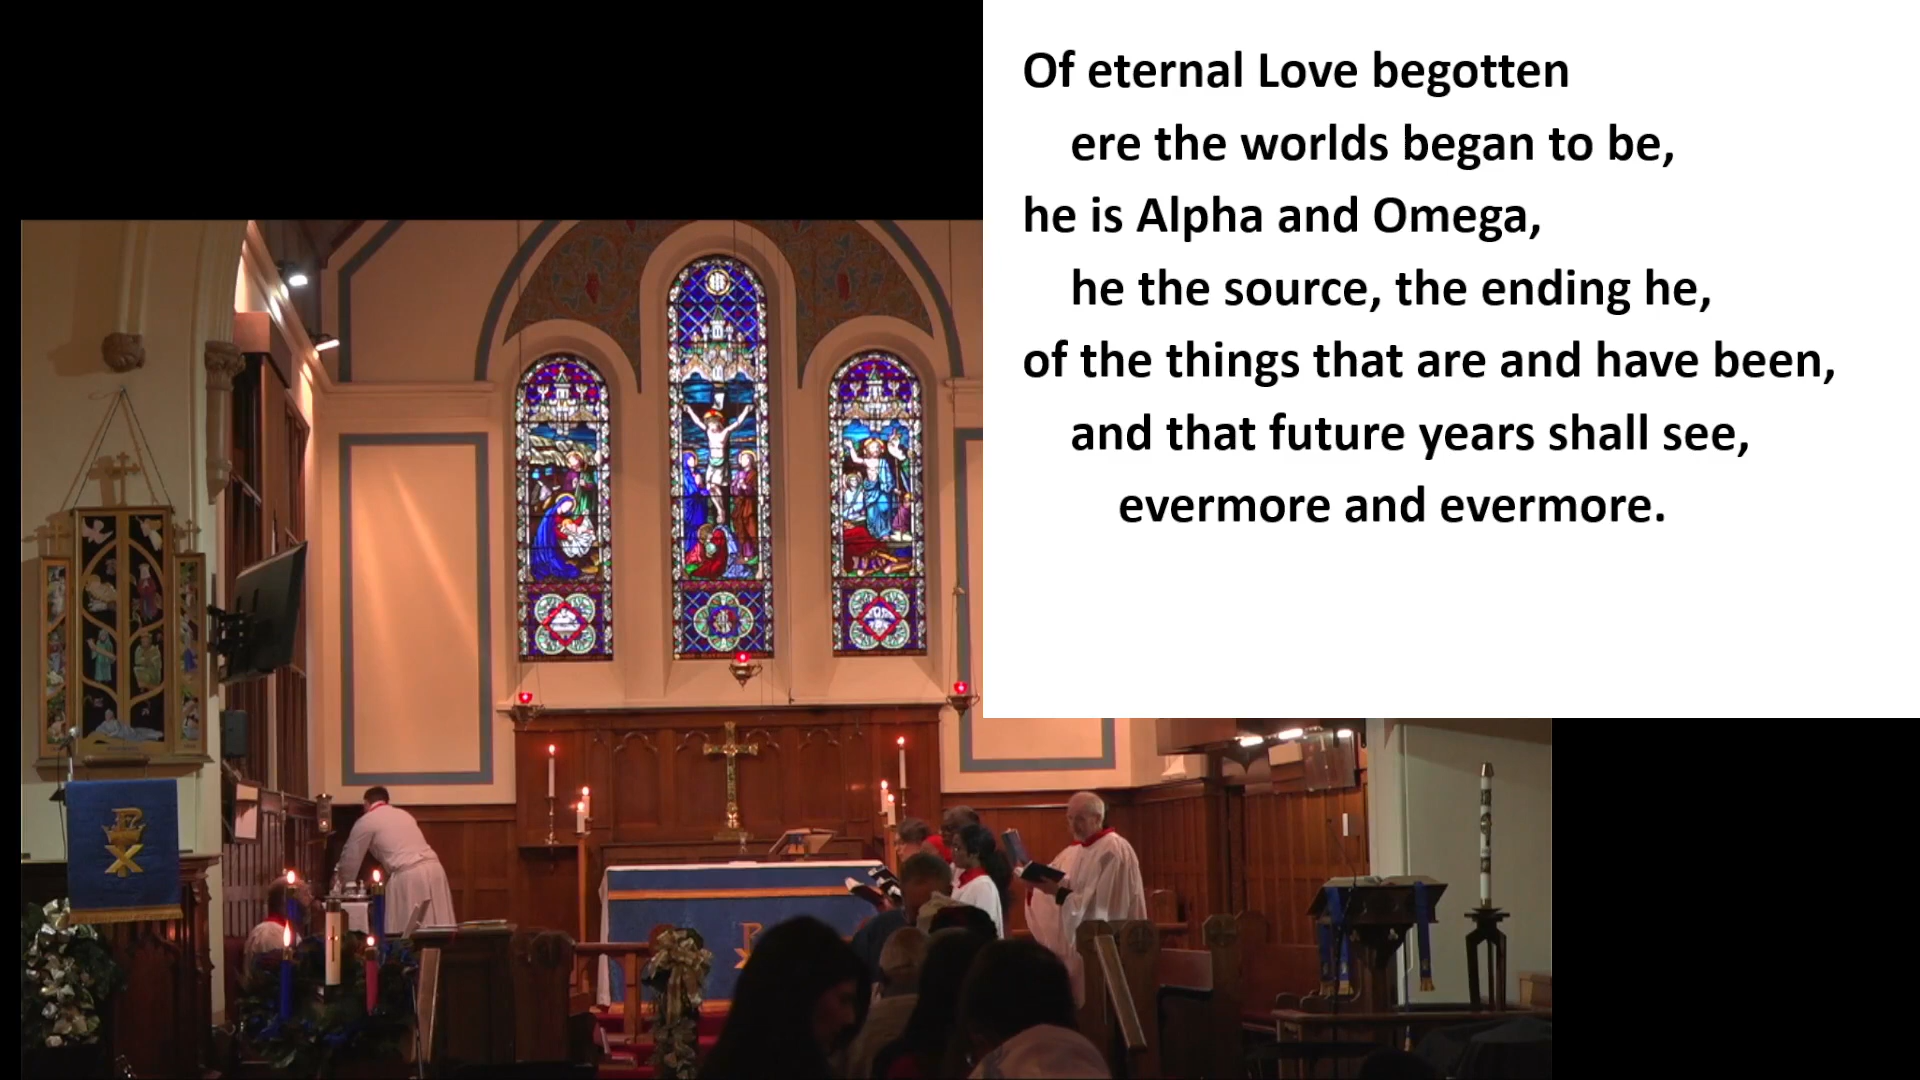 Of eternal Love begotten
ere the worlds began to be,
he is Alpha and Omega,
he the source, the ending he,
of the things that are and have been,
and that future years shall see,
evermore and evermore.